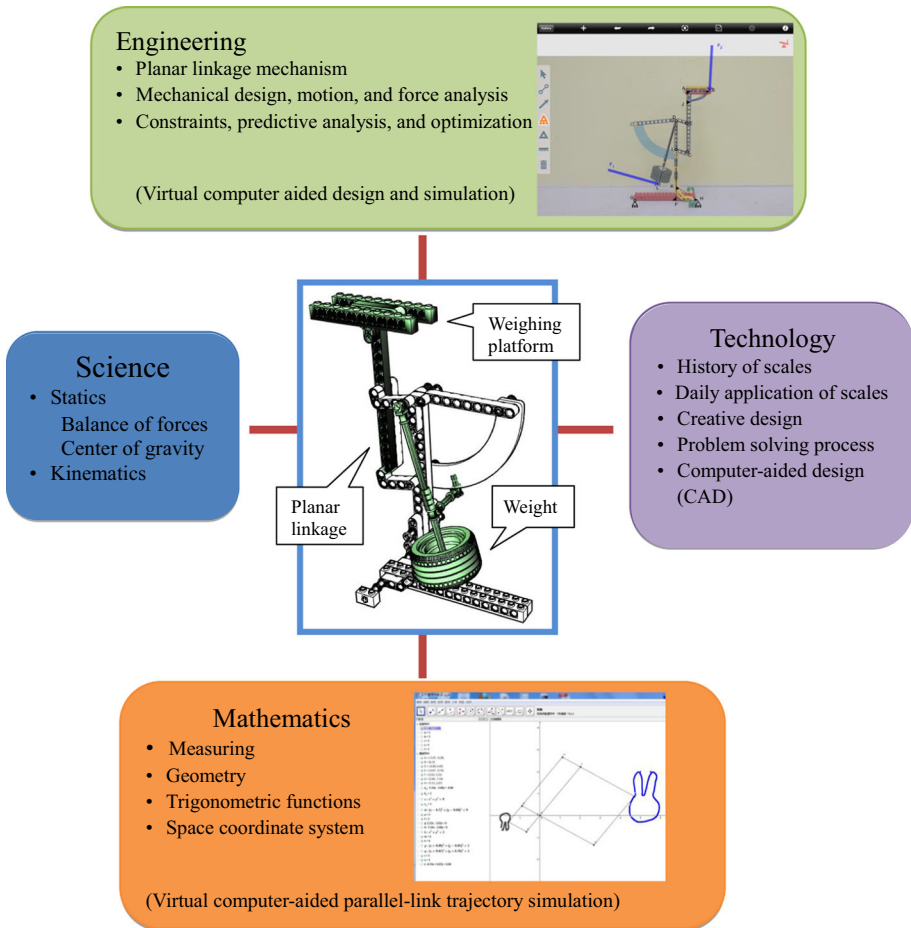 Engineering
• Planar linkage mechanism
• Mechanical design, motion, and force analysis
• Constraints, predictive analysis, and optimization
(Virtual computer aided design and simulation)
Weighing
platform
Planar
linkage
Weight
Science
• Statics
Balance of forces
Center of gravity
• Kinematics
Technology
• History of scales
• Daily application of scales
• Creative design
• Problem solving process
• Computer-aided design
(CAD)
Mathematics
• Measuring
• Geometry
• Trigonometric functions
• Space coordinate system
(Virtual computer-aided parallel-link trajectory simulation)